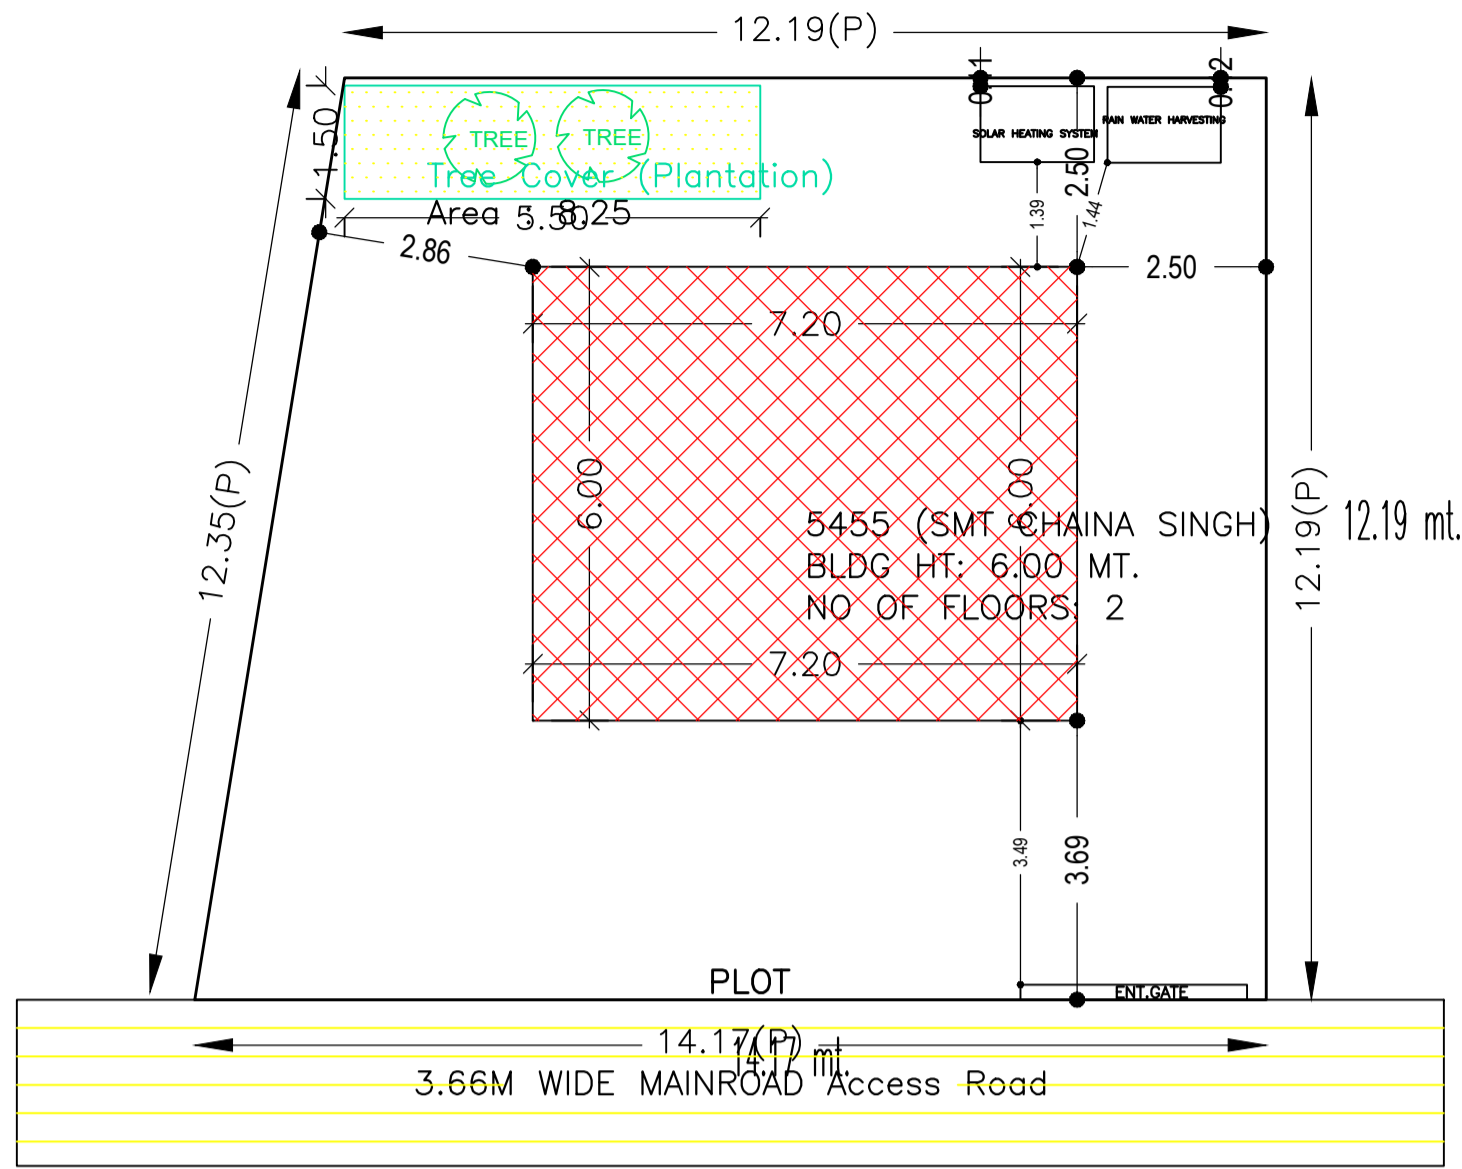 12.19(P)
0.11
0.12
1.50
TREE
TREE
SOLAR HEATING SYSTEM
RAIN WATER HARVESTING
Tree Cover (Plantation)
2.50
Area : 8.25
5.50
1.39
1.44
2.86
2.50
7.20
12.35(P)
6.00
6.00
5455 (SMT CHAINA SINGH)
12.19(P)
12.19 mt.
BLDG HT: 6.00 MT.
NO OF FLOORS: 2
7.20
3.49
3.69
PLOT
ENT.GATE
14.17(P)
14.17 mt.
3.66M WIDE MAINROAD Access Road